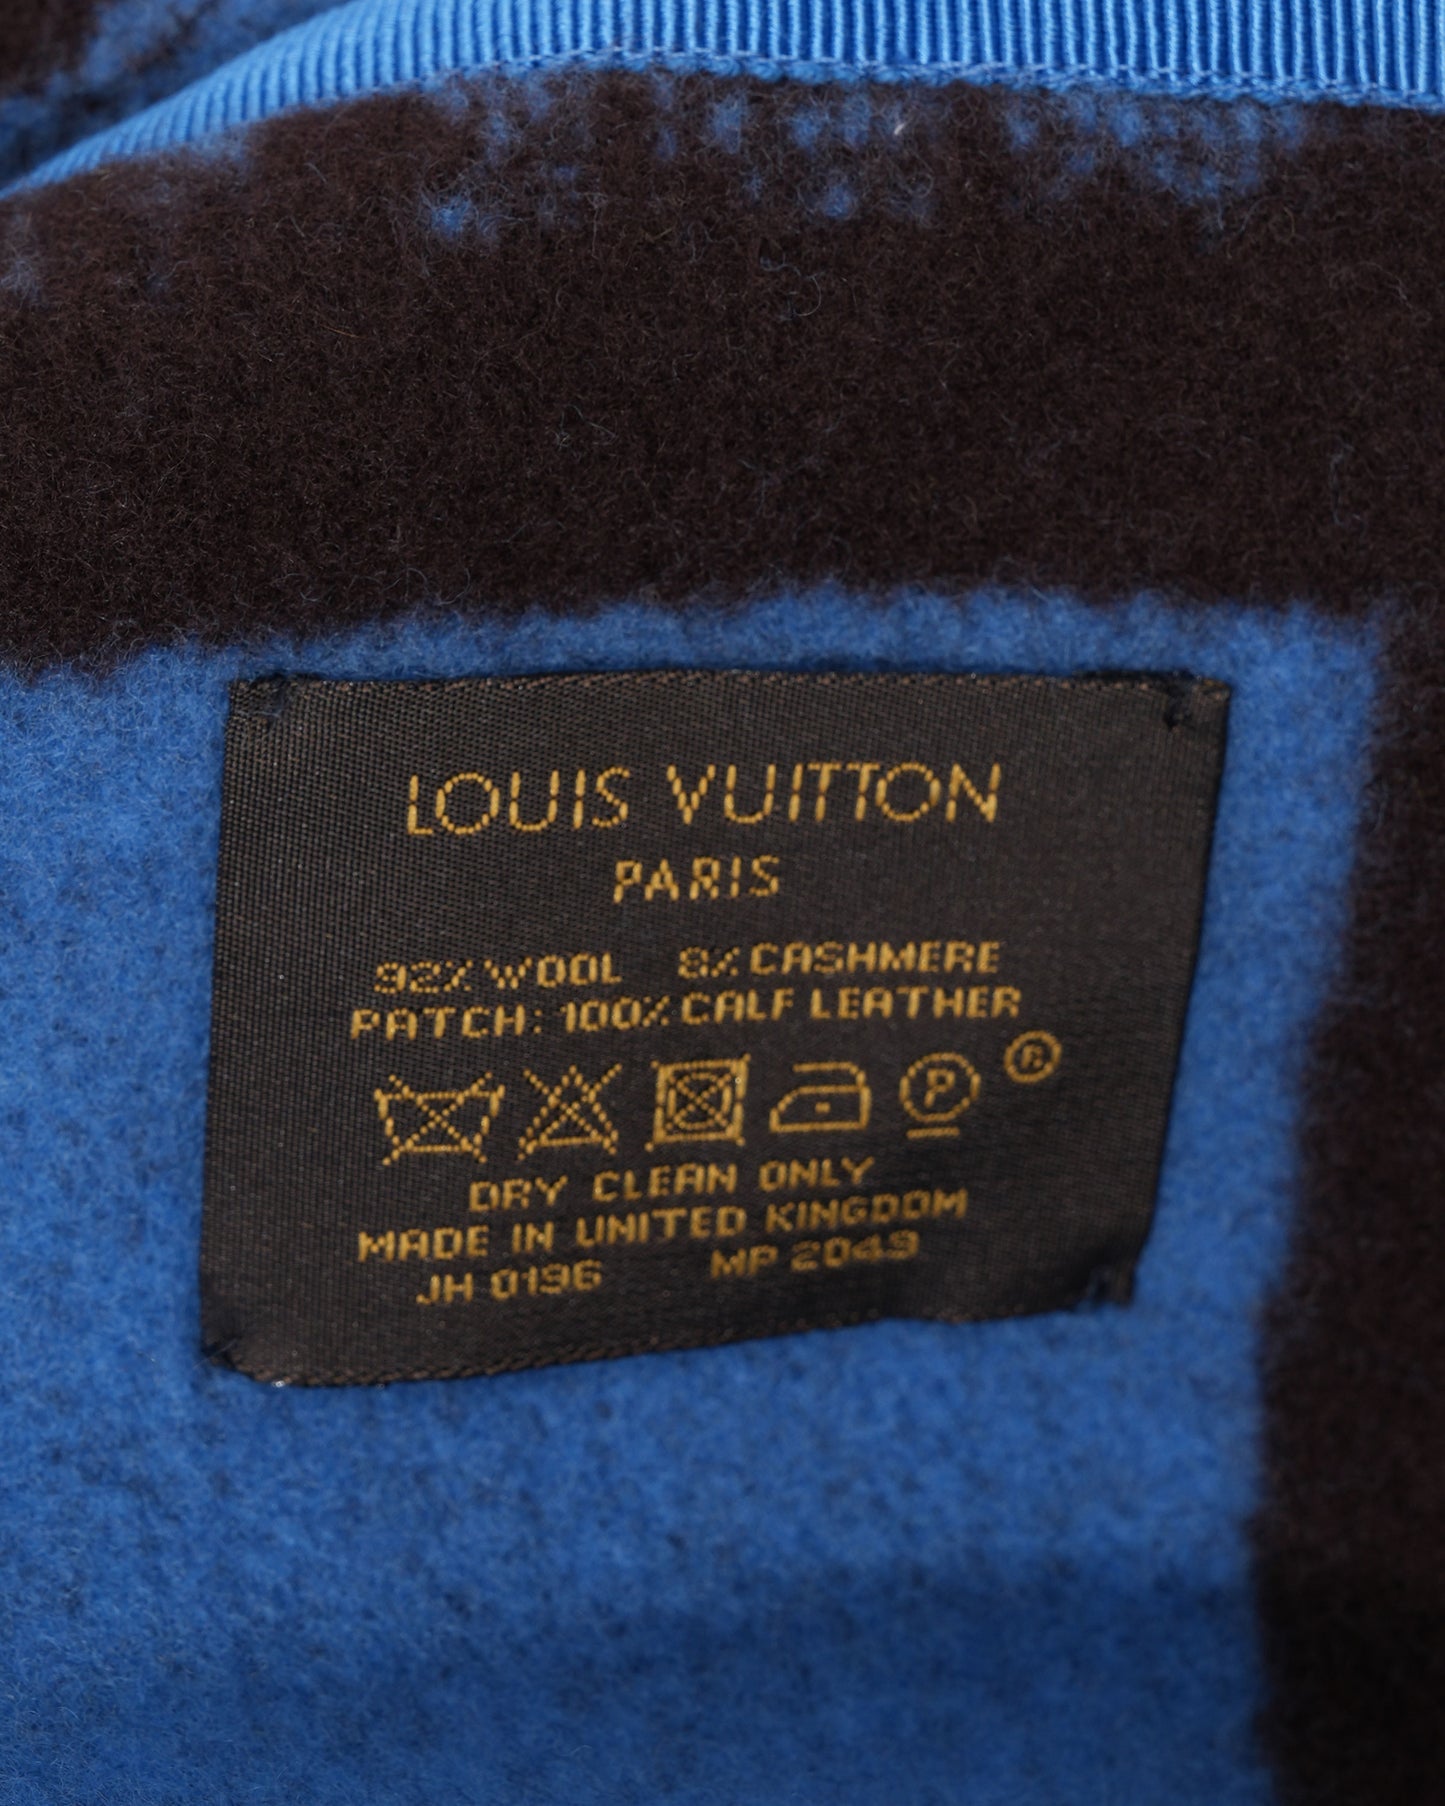 LOUIS VUITTON
PARIS
92% WOOL 8% CASHMERE
PATCH: 100% CALF LEATHER
P ®
DRY CLEAN ONLY
MADE IN UNITED KINGDOM
JH 0196 MP 2049